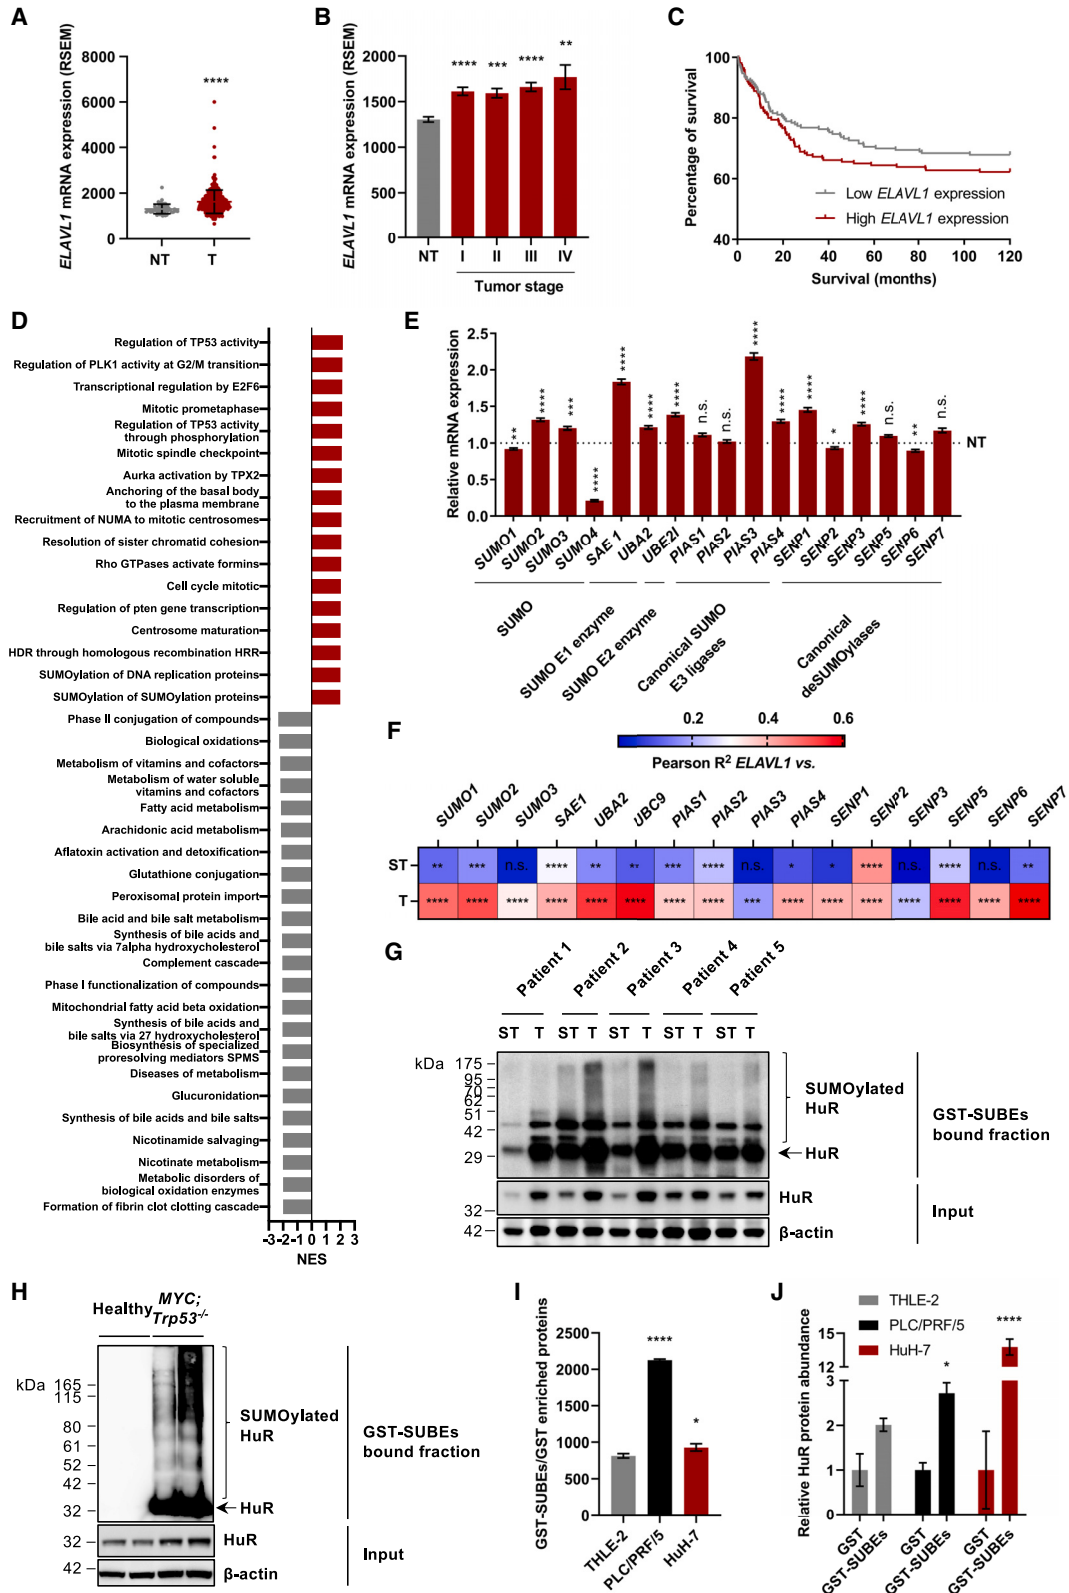 A
ELAVL1 mRNA expression (RSEM)
8000
6000
4000
2000
0
****
NT
T
B
ELAVL1 mRNA expression (RSEM)
2000
1500
1000
500
0
****
***
****
**
NT
I
II
III
IV
Tumor stage
C
Percentage of survival
100
80
60
40
Low ELAVL1 expression
High ELAVL1 expression
0 20 40 60 80 100 120
Survival (months)
D
Regulation of TP53 activity
Regulation of PLK1 activity at G2/M transition
Transcriptional regulation by E2F6
Mitotic prometaphase
Regulation of TP53 activity
through phosphorylation
Mitotic spindle checkpoint
Aurka activation by TPX2
Anchoring of the basal body
to the plasma membrane
Recruitment of NUMA to mitotic centrosomes
Resolution of sister chromatid cohesion
Rho GTPases activate formins
Cell cycle mitotic
Regulation of pten gene transcription
Centrosome maturation
HDR through homologous recombination HRR
SUMOylation of DNA replication proteins
SUMOylation of SUMOylation proteins
Phase II conjugation of compounds
Biological oxidations
Metabolism of vitamins and cofactors
Metabolism of water soluble
vitamins and cofactors
Fatty acid metabolism
Arachidonic acid metabolism
Aflatoxin activation and detoxification
Glutathione conjugation
Peroxisomal protein import
Bile acid and bile salt metabolism
Synthesis of bile acids and
bile salts via 7alpha hydroxycholesterol
Complement cascade
Phase I functionalization of compounds
Mitochondrial fatty acid beta oxidation
Synthesis of bile acids and
bile salts via 27 hydroxycholesterol
Biosynthesis of specialized
proresolving mediators SPMS
Diseases of metabolism
Glucuronidation
Synthesis of bile acids and bile salts
Nicotinamide salvaging
Nicotinate metabolism
Metabolic disorders of
biological oxidation enzymes
Formation of fibrin clot clotting cascade
-3 -2 -1 0 1 2 3
NES
E
Relative mRNA expression
2.5
2.0
1.5
1.0
0.5
0.0
**
****
***
****
****
****
****
n.s.
n.s.
****
****
****
*
****
n.s.
**
n.s.
NT
SUMO1
SUMO2
SUMO3
SUMO4
SAE 1
UBA2
UBE2I
PIAS1
PIAS2
PIAS3
PIAS4
SENP1
SENP2
SENP3
SENP5
SENP6
SENP7
SUMO
SUMO E1 enzyme
SUMO E2 enzyme
Canonical SUMO
E3 ligases
Canonical
deSUMOylases
F
0.2 0.4 0.6
Pearson R2 ELAVL1 vs.
SUMO1
SUMO2
SUMO3
SAE1
UBA2
UBC9
PIAS1
PIAS2
PIAS3
PIAS4
SENP1
SENP2
SENP3
SENP5
SENP6
SENP7
ST ** *** n.s. **** ** ** *** **** n.s. * * **** n.s. **** n.s. **
T **** **** **** **** **** **** **** **** *** **** **** **** **** **** **** ****
G
Patient 1
Patient 2
Patient 3
Patient 4
Patient 5
ST T ST T ST T ST T ST T
kDa
175
95
70
62
51
42
29
SUMOylated
HuR
HuR
GST-SUBEs
bound fraction
32
HuR
42
β-actin
Input
H
Healthy
MYC;
Trp53-/-
kDa
165
115
80
61
52
42
32
SUMOylated
HuR
HuR
GST-SUBEs
bound fraction
32
HuR
42
β-actin
Input
I
GST-SUBEs/GST enriched proteins
2500
2000
1500
1000
500
0
****
*
THLE-2
PLC/PRF/5
HuH-7
J
THLE-2
PLC/PRF/5
HuH-7
Relative HuR protein abundance
15
12
3
2
1
0
*
****
GST
GST-SUBEs
GST
GST-SUBEs
GST
GST-SUBEs